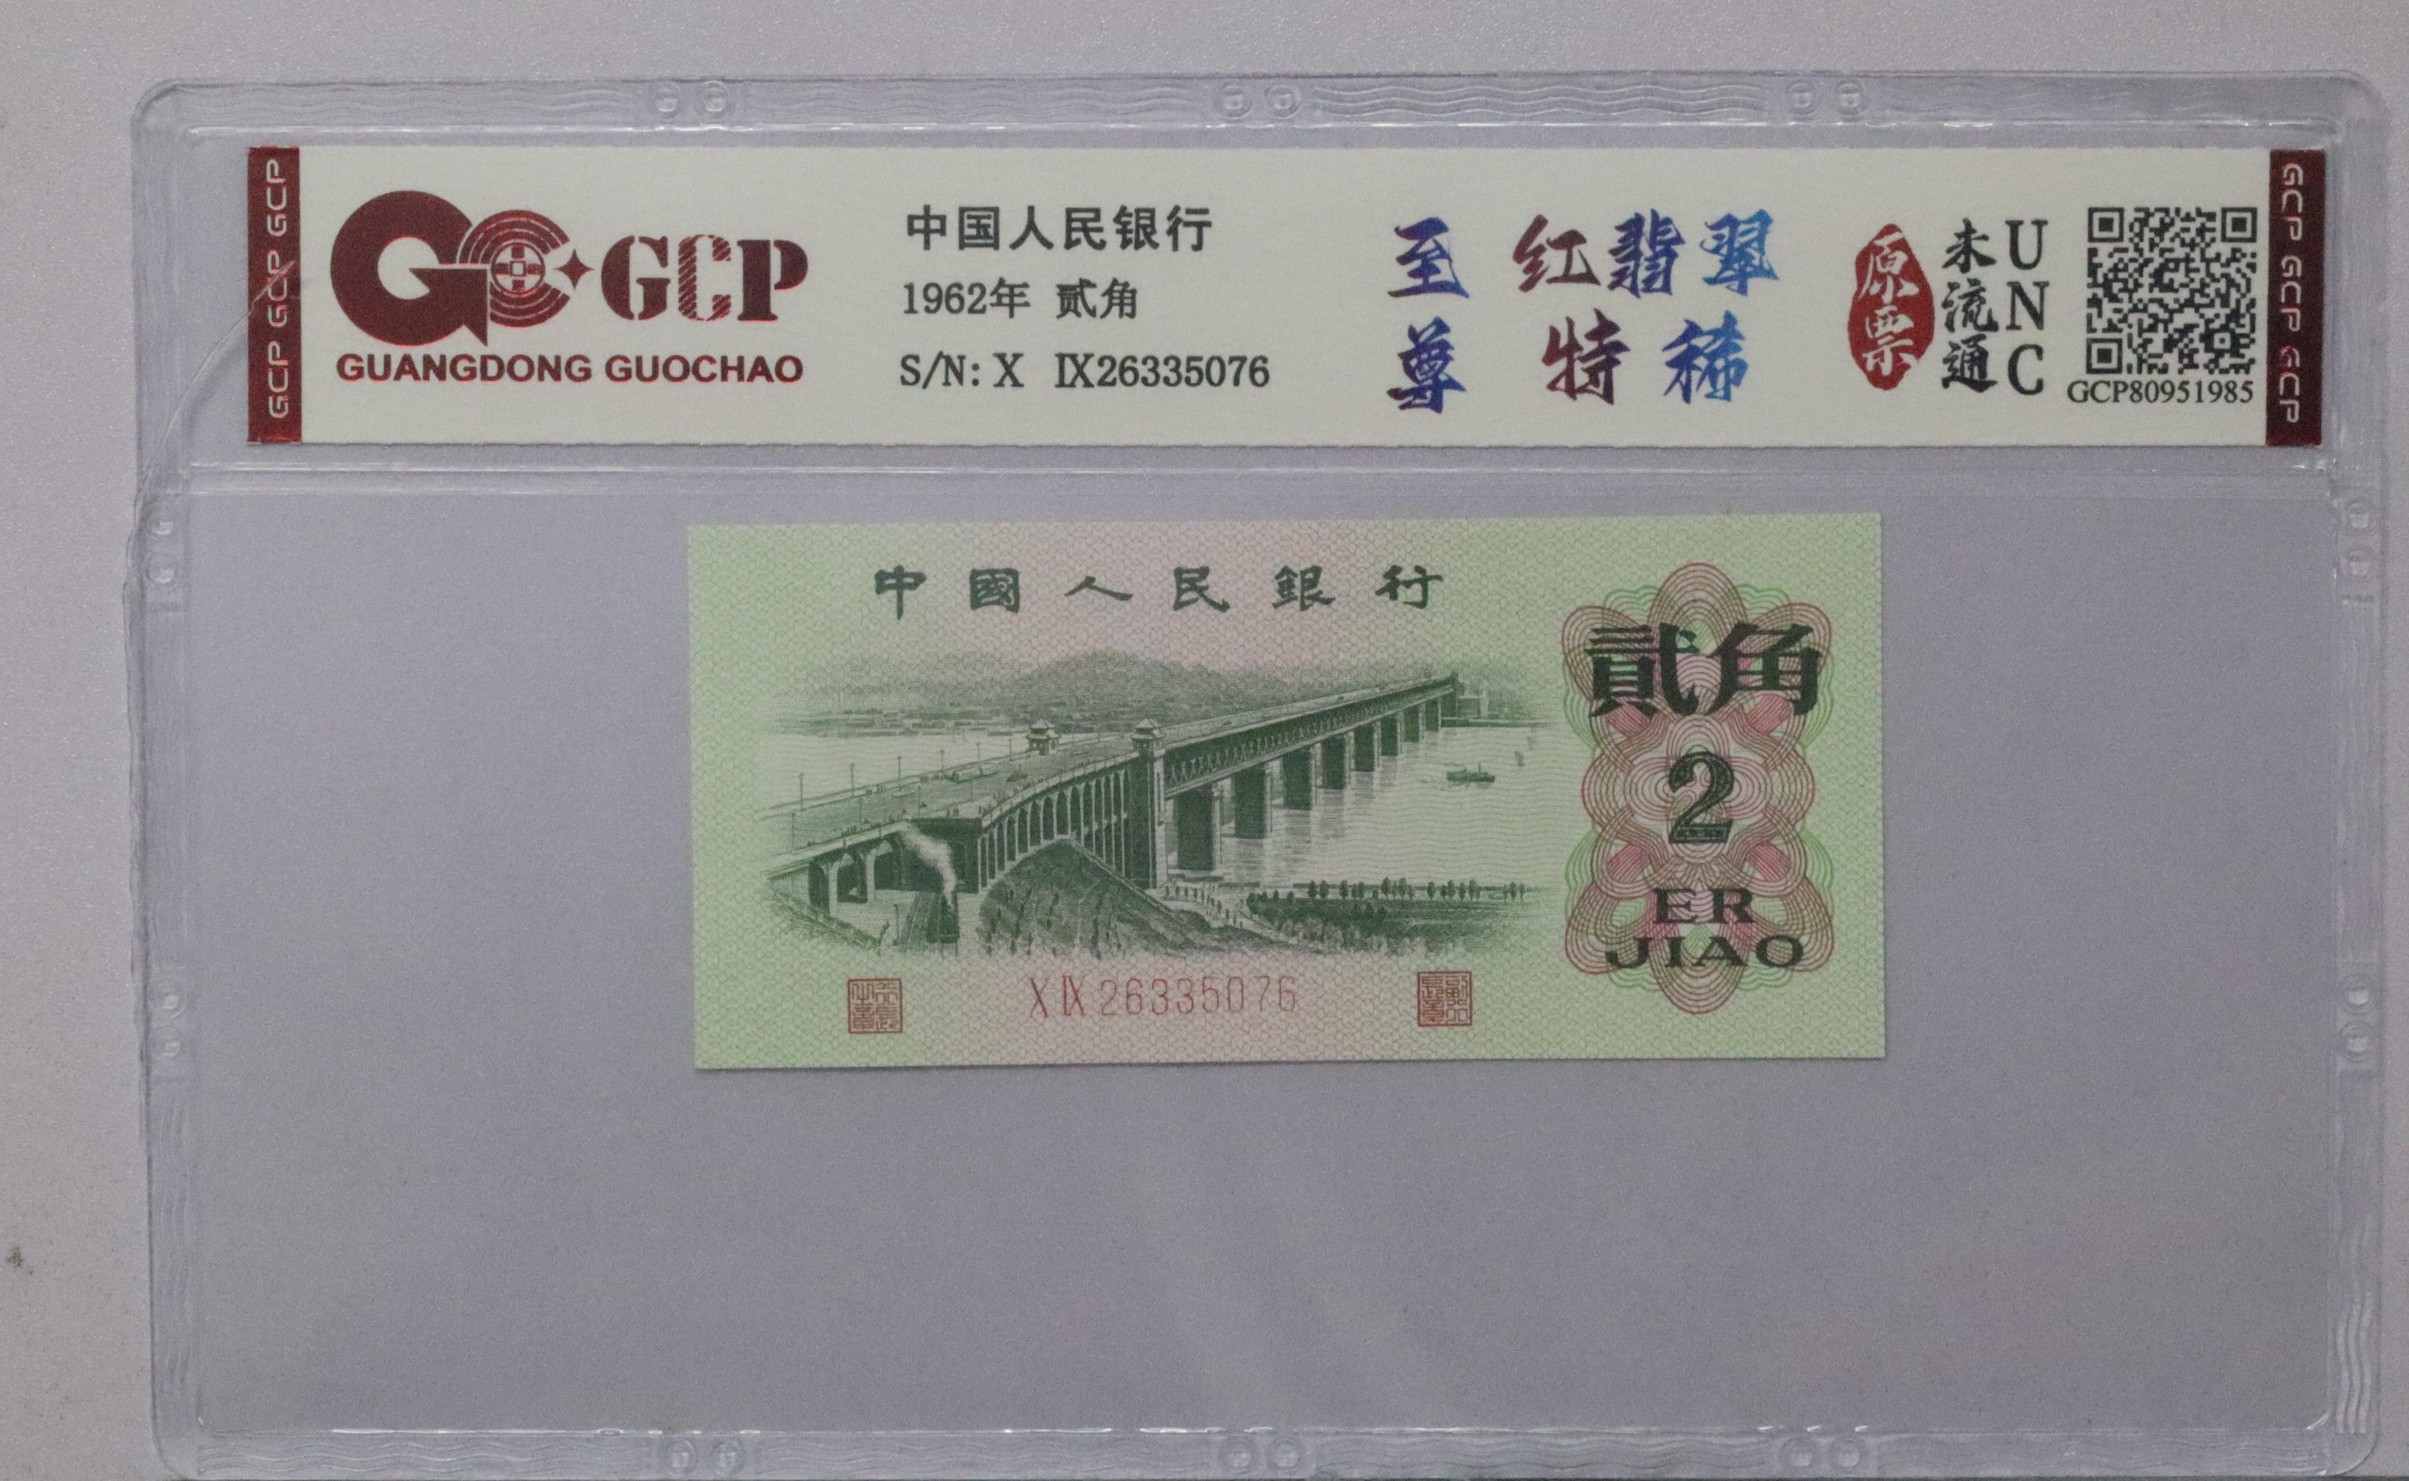 GCP GCP GCP
GCP
GUANGDONG GUOCHAO
中国人民银行
1962年 贰角
S/N: X Ⅸ26335076
至尊
红翡翠
特稀
原票
未流通
UNC
GCP80951985
GCP GCP GCP
中國人民銀行
貳角
2
ER
JIAO
X Ⅸ 26335076